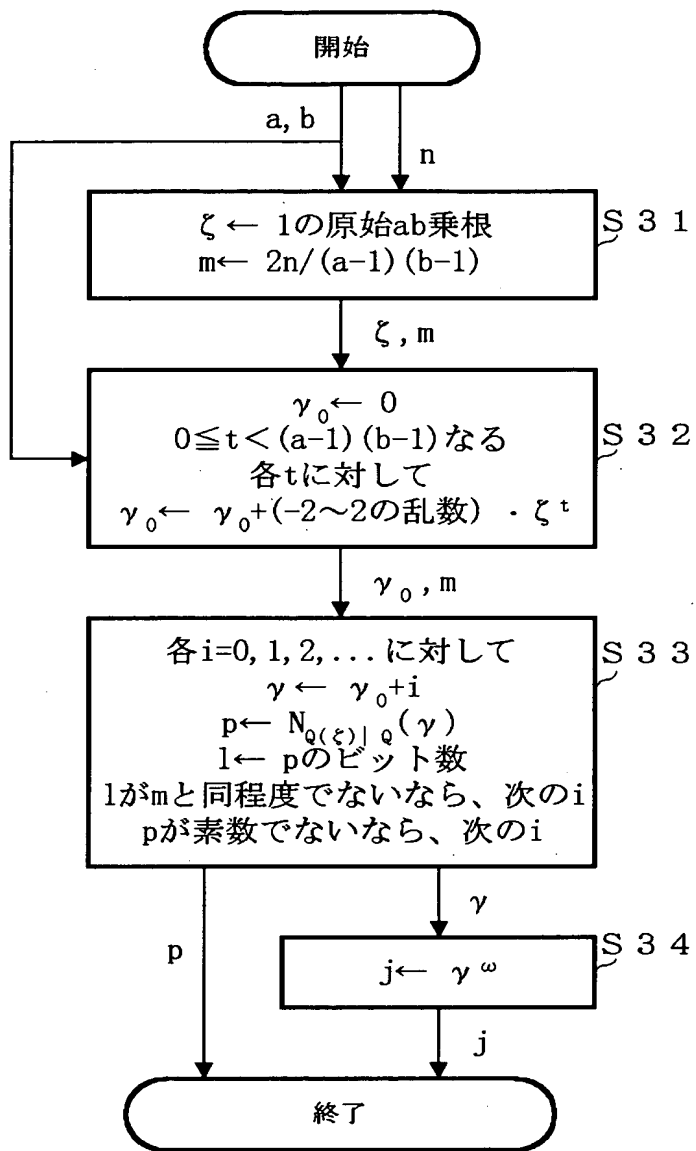 開始
a,b
n
ζ ← 1の原始ab乗根
m← 2n/(a-1)(b-1)
S31
ζ,m
γ₀← 0
0≦t<(a-1)(b-1)なる
各tに対して
γ₀← γ₀+(-2～2の乱数)・ζᵗ
S32
γ₀,m
各i=0,1,2,...に対して
γ← γ₀+i
p← N_{Q(ζ)|Q}(γ)
l← pのビット数
lがmと同程度でないなら、次のi
pが素数でないなら、次のi
S33
p
γ
j← γ^ω
S34
j
終了